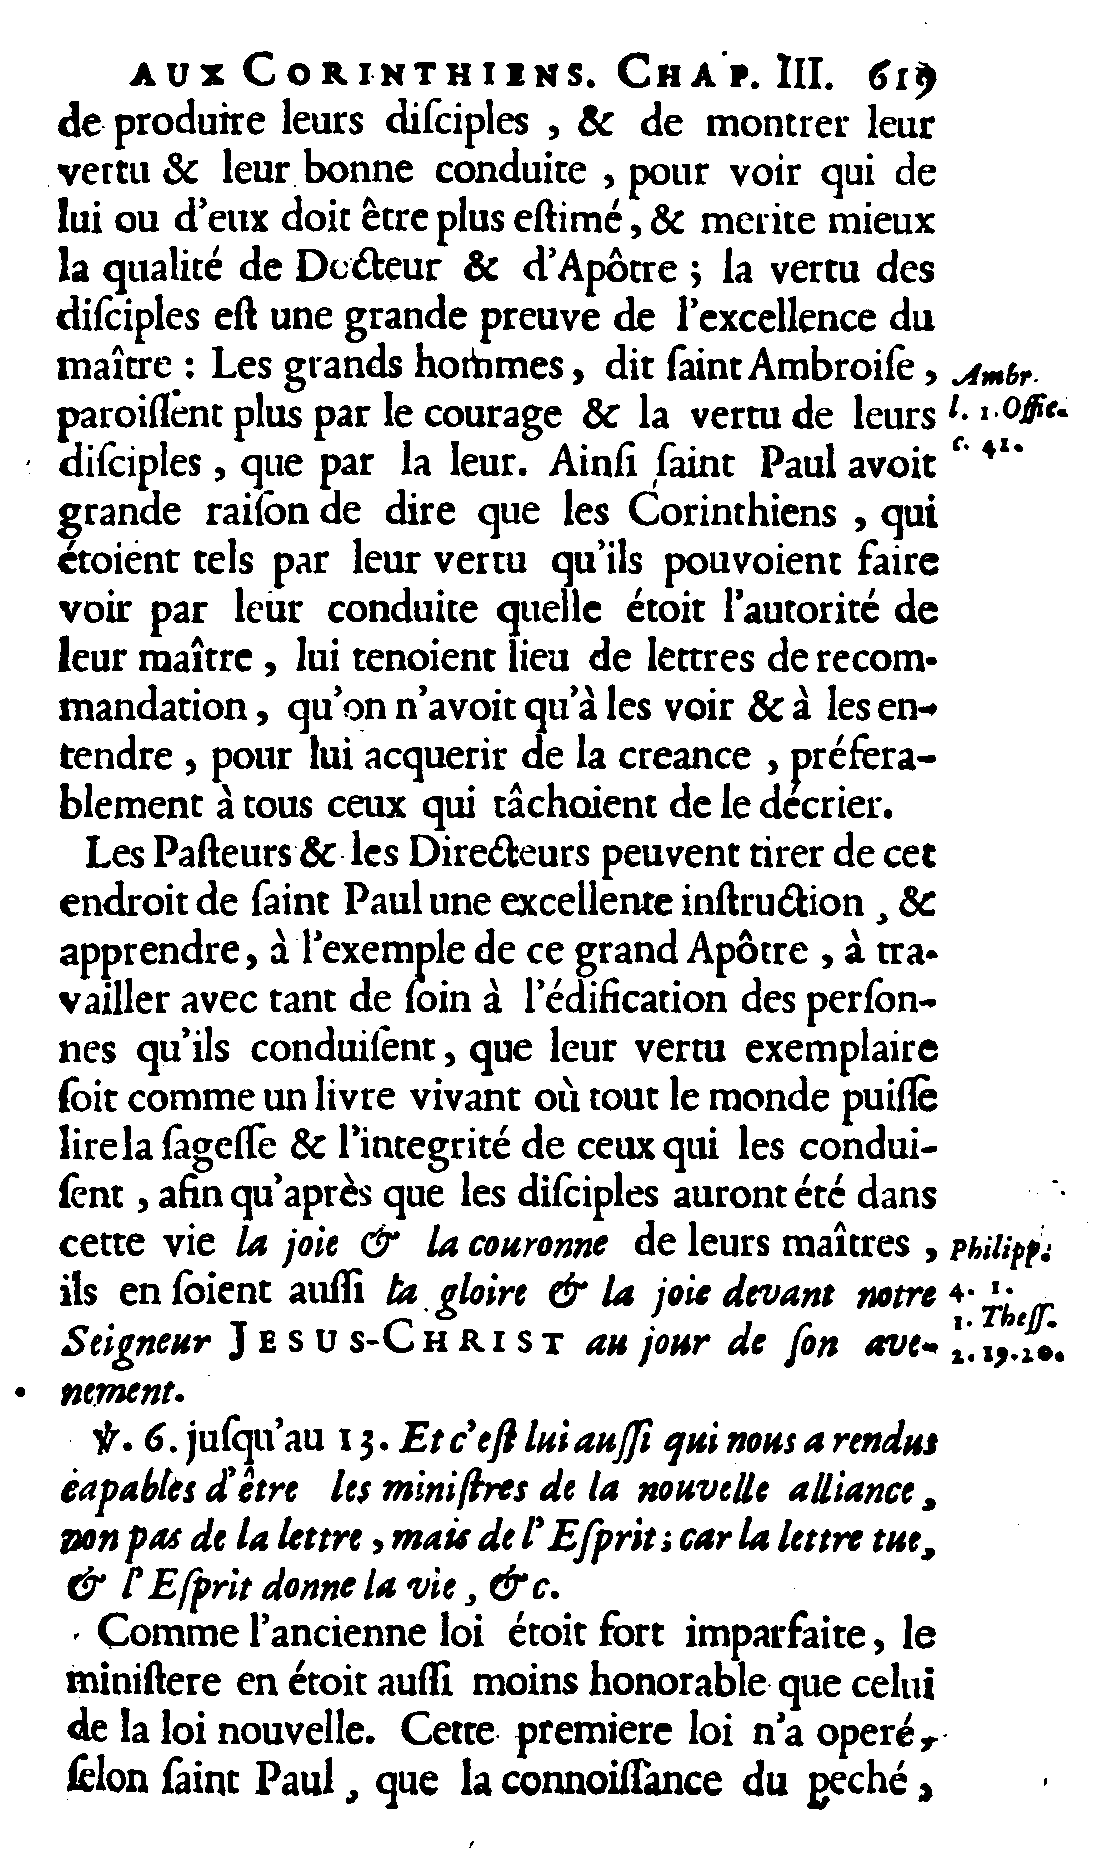 AUX CORINTHIENS. CHAP. III. 619
de produire leurs diſciples , & de montrer leur
vertu & leur bonne conduite , pour voir qui de
lui ou d'eux doit être plus eſtimé , & merite mieux
la qualité de Docteur & d'Apôtre ; la vertu des
diſciples eſt une grande preuve de l'excellence du
maître : Les grands hommes , dit ſaint Ambroiſe ,
Ambr.
paroiſſent plus par le courage & la vertu de leurs
l. 1. Offic.
diſciples , que par la leur. Ainſi ſaint Paul avoit
c. 41.
grande raiſon de dire que les Corinthiens , qui
étoient tels par leur vertu qu'ils pouvoient faire
voir par leur conduite quelle étoit l'autorité de
leur maître , lui tenoient lieu de lettres de recom-
mandation , qu'on n'avoit qu'à les voir & à les en-
tendre , pour lui acquerir de la creance , préfera-
blement à tous ceux qui tâchoient de le décrier.
Les Paſteurs & les Directeurs peuvent tirer de cet
endroit de ſaint Paul une excellente inſtruction , &
apprendre , à l'exemple de ce grand Apôtre , à tra-
vailler avec tant de ſoin à l'édification des perſon-
nes qu'ils conduiſent , que leur vertu exemplaire
ſoit comme un livre vivant où tout le monde puiſſe
lire la ſageſſe & l'integrité de ceux qui les condui-
ſent , afin qu'après que les diſciples auront été dans
cette vie la joie & la couronne de leurs maîtres ,
Philipp.
ils en ſoient auſſi la gloire & la joie devant notre
4. 1.
1. Theſſ.
Seigneur JESUS-CHRIST au jour de ſon ave-
2. 19. 20.
nement.
℣. 6. juſqu'au 13. Et c'eſt lui auſſi qui nous a rendus
capables d'être les miniſtres de la nouvelle alliance ,
non pas de la lettre , mais de l'Eſprit ; car la lettre tue ,
& l'Eſprit donne la vie , &c.
Comme l'ancienne loi étoit fort imparfaite , le
miniſtere en étoit auſſi moins honorable que celui
de la loi nouvelle. Cette premiere loi n'a operé ,
ſelon ſaint Paul , que la connoiſſance du peché ,